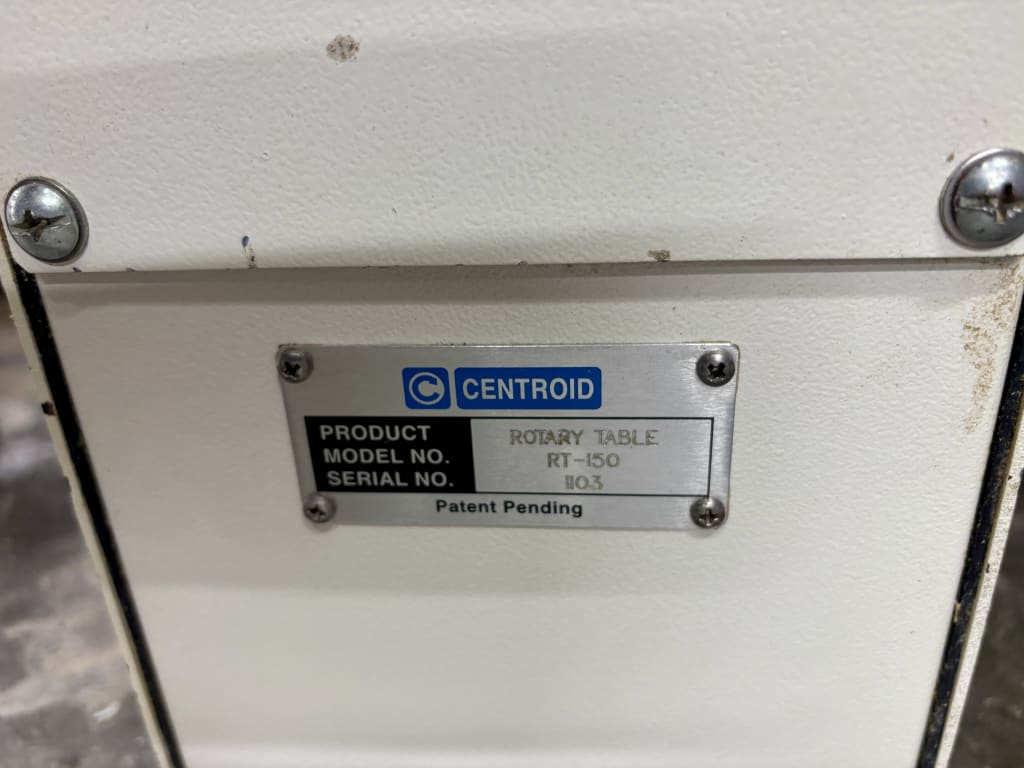 C CENTROID
PRODUCT ROTARY TABLE
MODEL NO. RT-150
SERIAL NO. 1103
Patent Pending